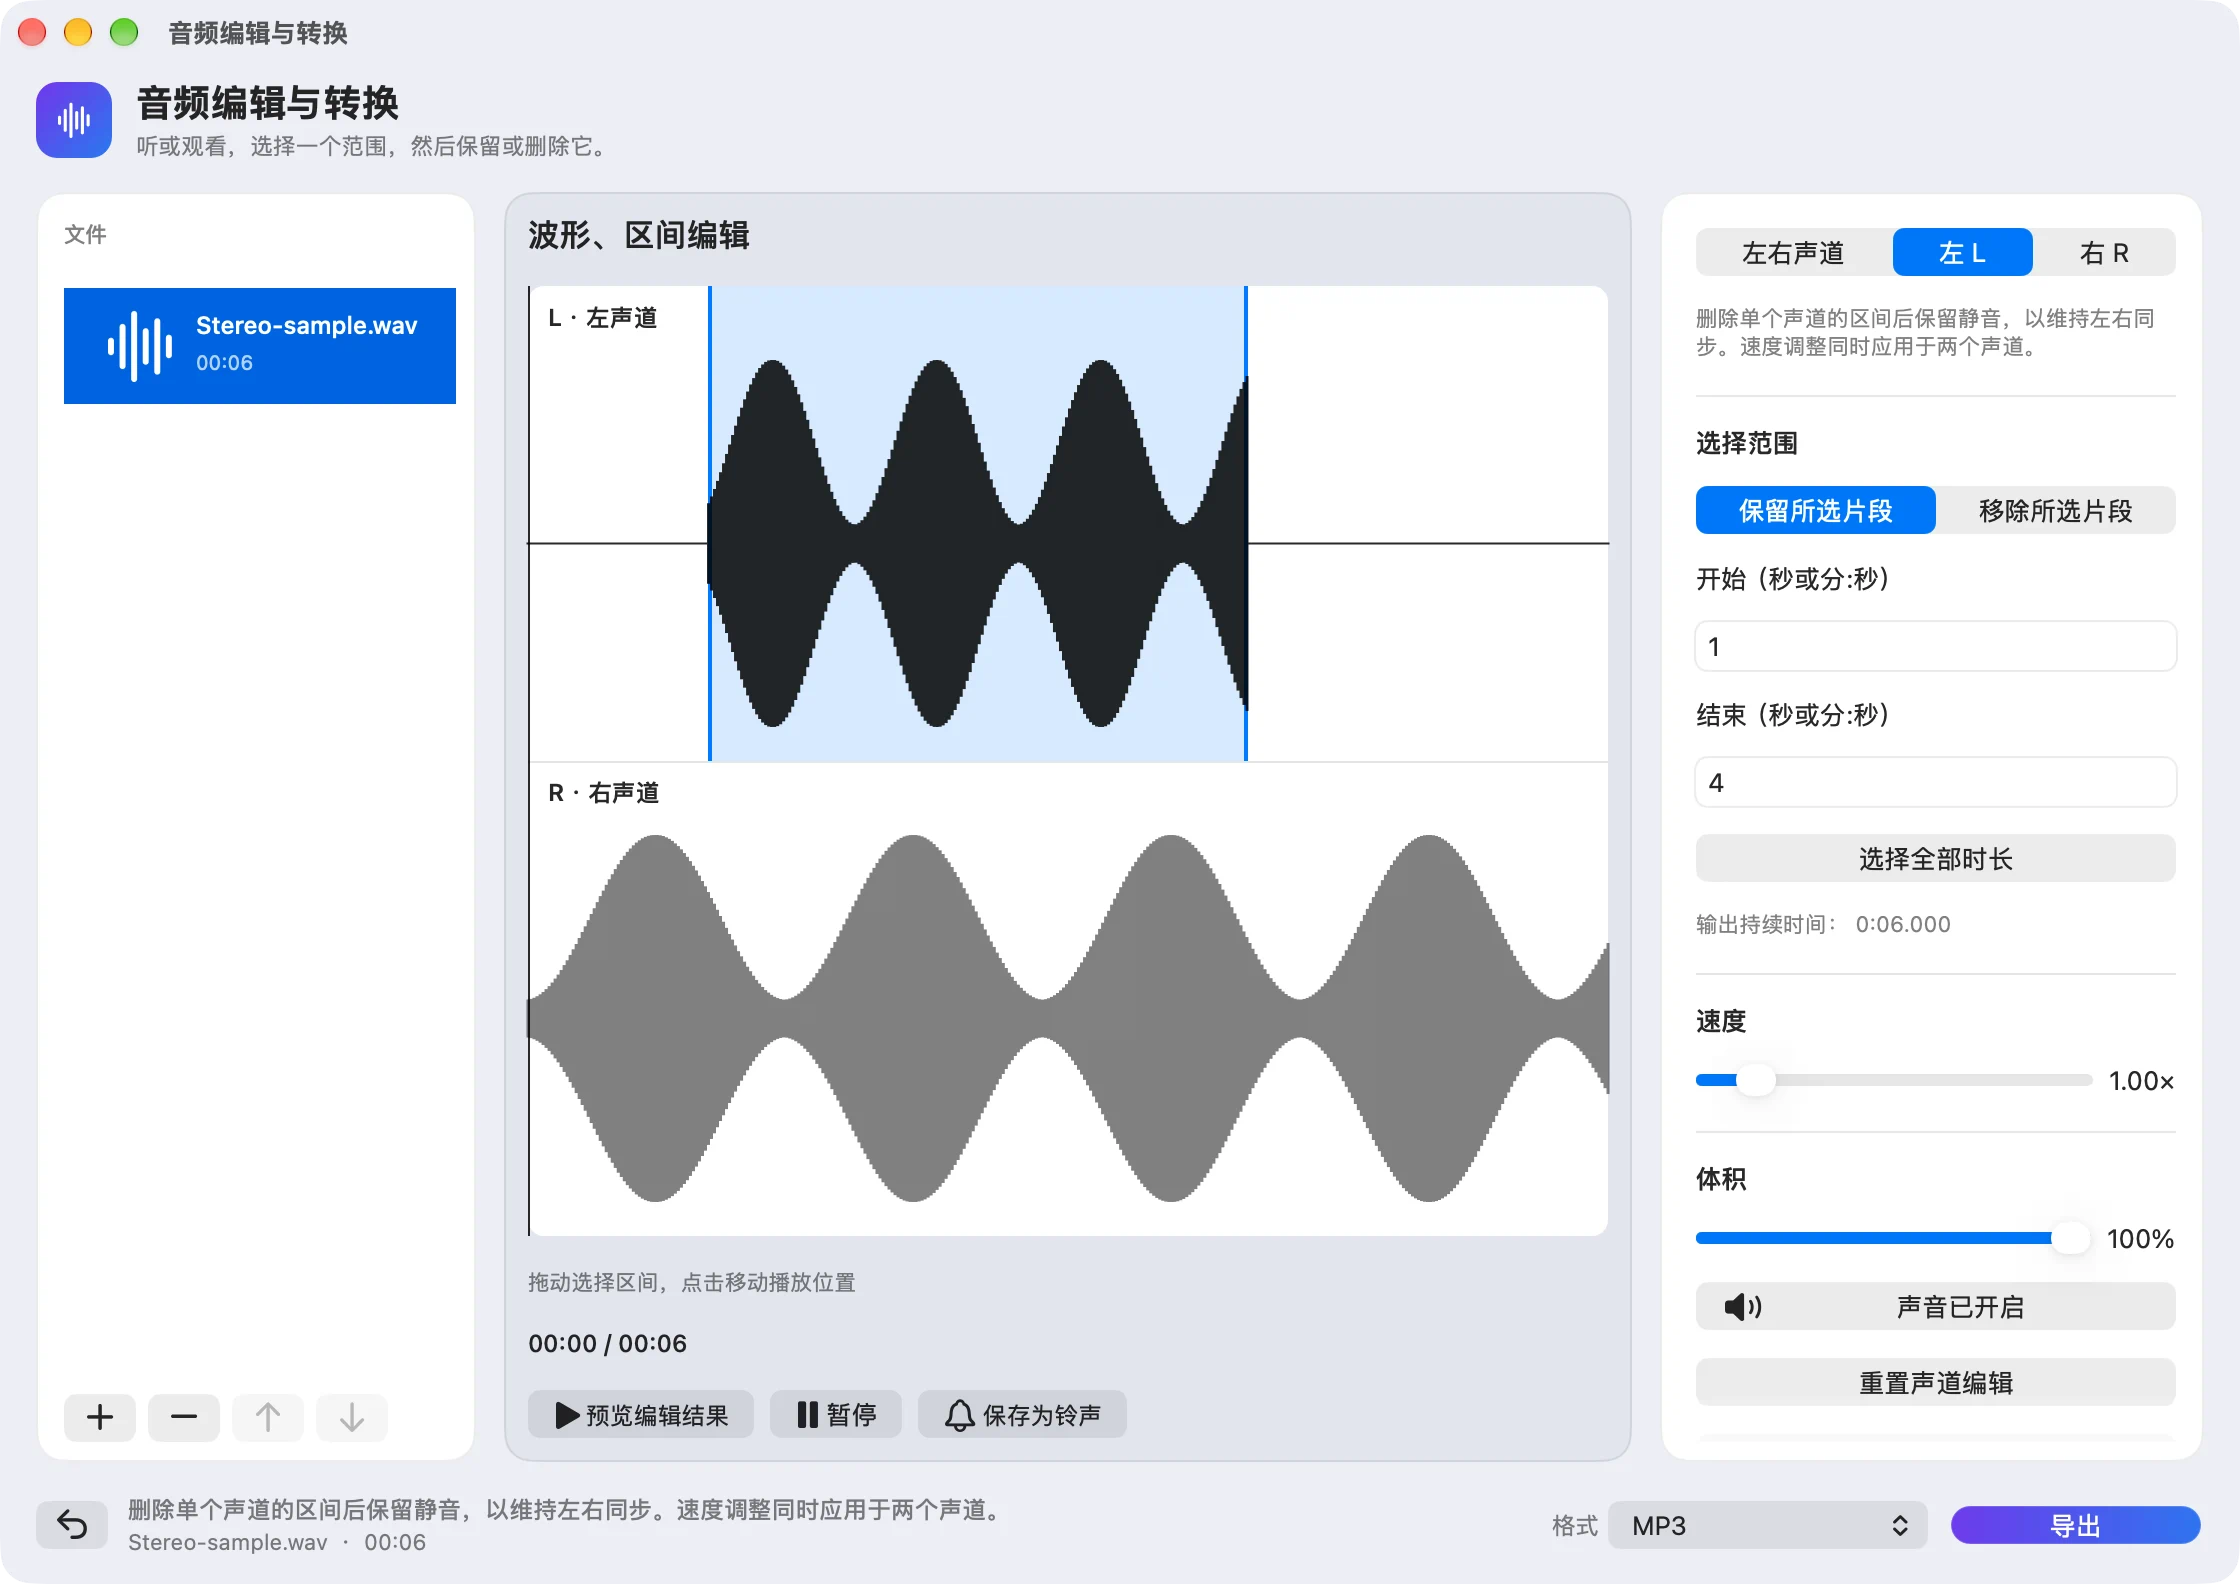 音频编辑与转换
音频编辑与转换
听或观看，选择一个范围，然后保留或删除它。
文件
Stereo-sample.wav
00:06
波形、区间编辑
L · 左声道
R · 右声道
拖动选择区间，点击移动播放位置
00:00 / 00:06
预览编辑结果
暂停
保存为铃声
左右声道
左 L
右 R
删除单个声道的区间后保留静音，以维持左右同
步。速度调整同时应用于两个声道。
选择范围
保留所选片段
移除所选片段
开始（秒或分:秒）
1
结束（秒或分:秒）
4
选择全部时长
输出持续时间： 0:06.000
速度
1.00×
体积
100%
声音已开启
重置声道编辑
删除单个声道的区间后保留静音，以维持左右同步。速度调整同时应用于两个声道。
Stereo-sample.wav · 00:06
格式
MP3
导出